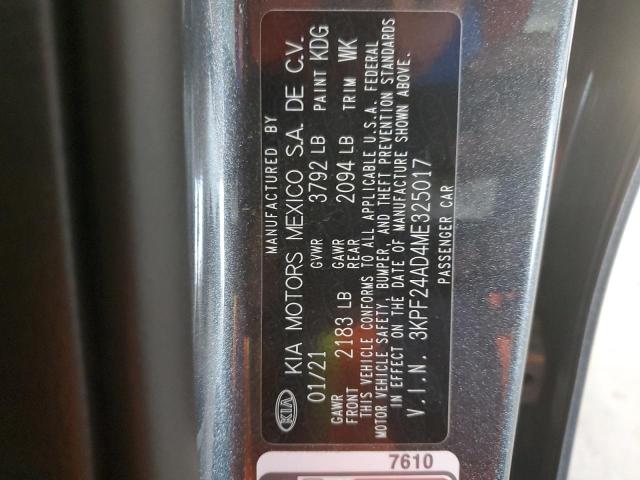 MANUFACTURED BY
KIA KIA MOTORS MEXICO S.A. DE C.V.
01/21 GVWR 3792 LB PAINT KDG
GAWR FRONT 2183 LB GAWR REAR 2094 LB TRIM WK
THIS VEHICLE CONFORMS TO ALL APPLICABLE U.S.A. FEDERAL
MOTOR VEHICLE SAFETY, BUMPER, AND THEFT PREVENTION STANDARDS
IN EFFECT ON THE DATE OF MANUFACTURE SHOWN ABOVE.
V.I.N. 3KPF24AD4ME325017
PASSENGER CAR
7610